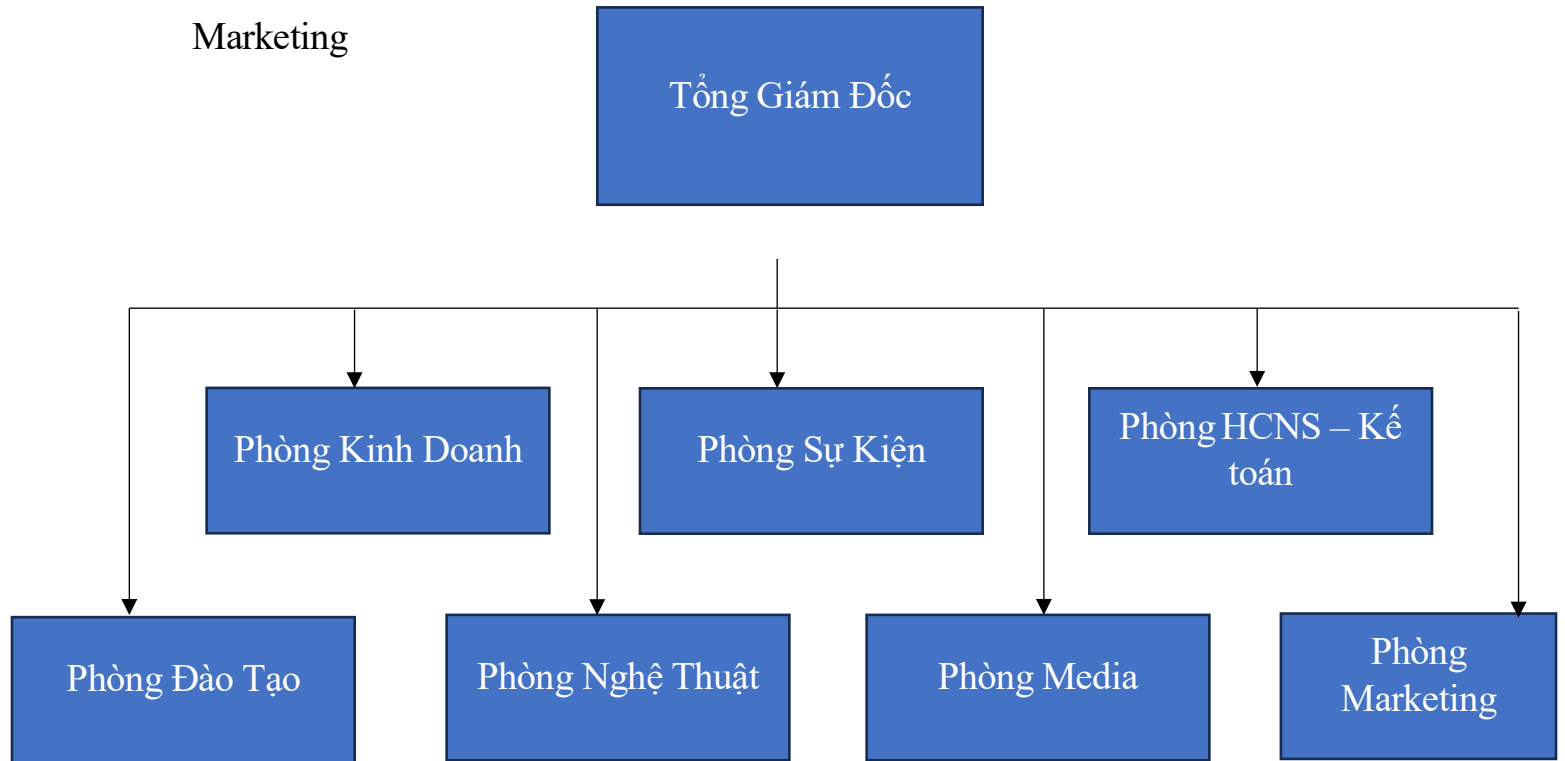 Marketing
Tổng Giám Đốc
Phòng Kinh Doanh
Phòng Sự Kiện
Phòng HCNS – Kế
toán
Phòng Đào Tạo
Phòng Nghệ Thuật
Phòng Media
Phòng
Marketing